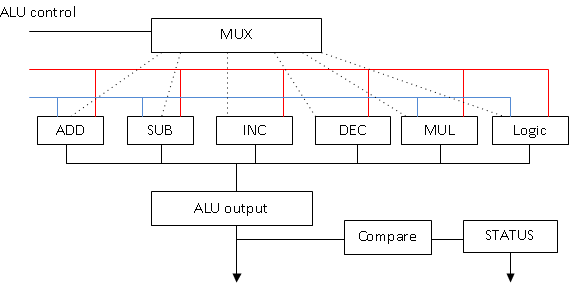 ALU control
MUX
ADD
SUB
INC
DEC
MUL
Logic
ALU output
Compare
STATUS